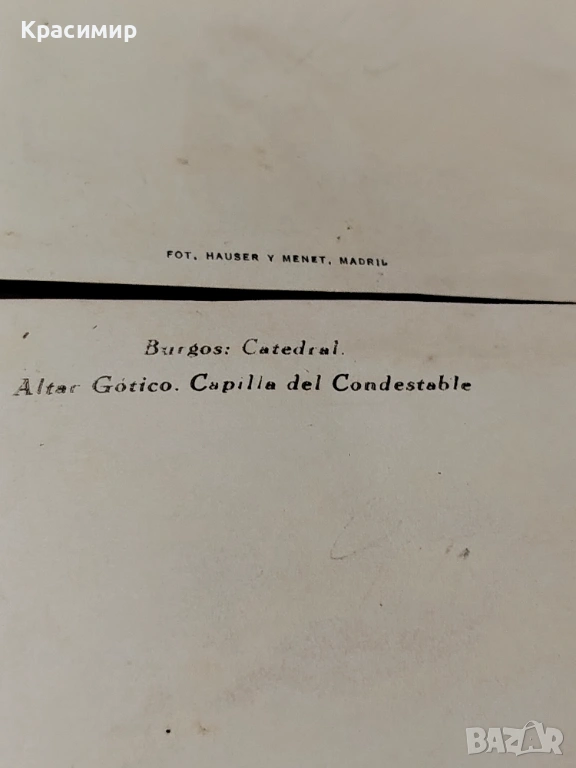 Красимир
FOT. HAUSER Y MENET, MADRID
Burgos: Catedral.
Altar Gótico. Capilla del Condestable
BAZAR